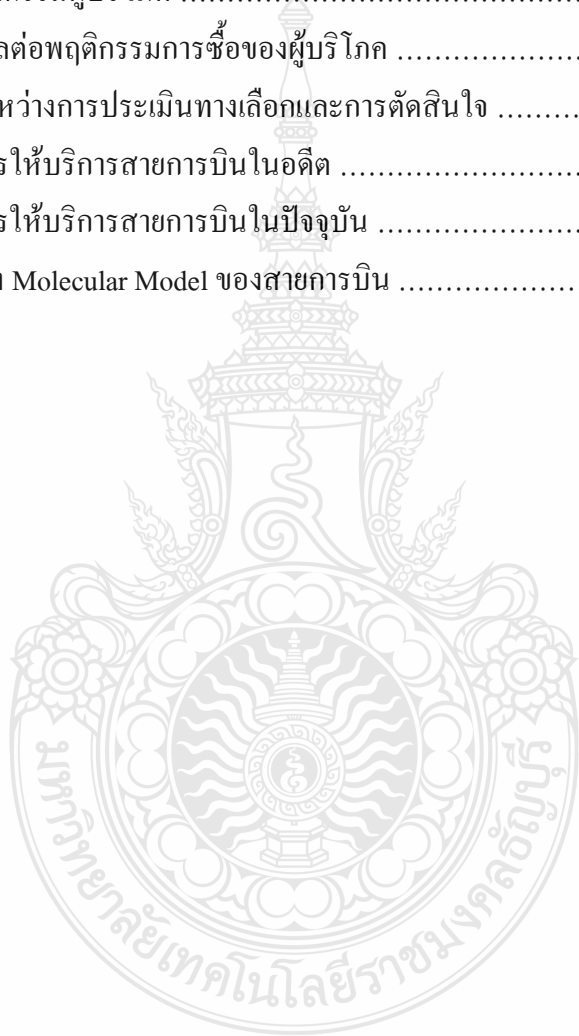 ลต่อพฤติกรรมการซื้อของผู้บริโภค ....................
หว่างการประเมินทางเลือกและการตัดสินใจ .........
รให้บริการสายการบินในอดีต ..........................
รให้บริการสายการบินในปัจจุบัน ......................
Molecular Model ของสายการบิน ...................
มหาวิทยาลัยเทคโนโลยีราชมงคลธัญบุรี